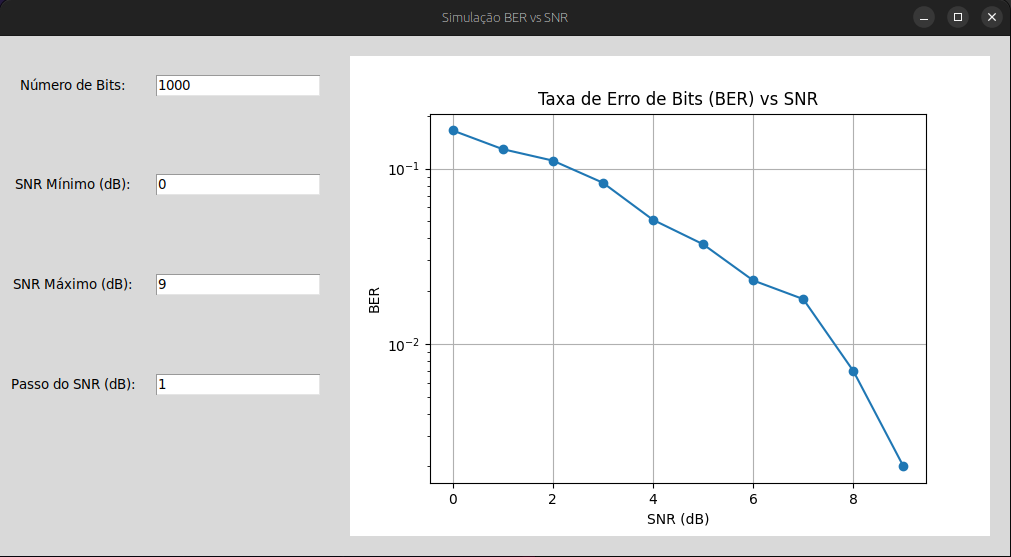 Simulação BER vs SNR
Número de Bits: 1000
SNR Mínimo (dB): 0
SNR Máximo (dB): 9
Passo do SNR (dB): 1
Taxa de Erro de Bits (BER) vs SNR
BER
10⁻¹
10⁻²
0 2 4 6 8
SNR (dB)